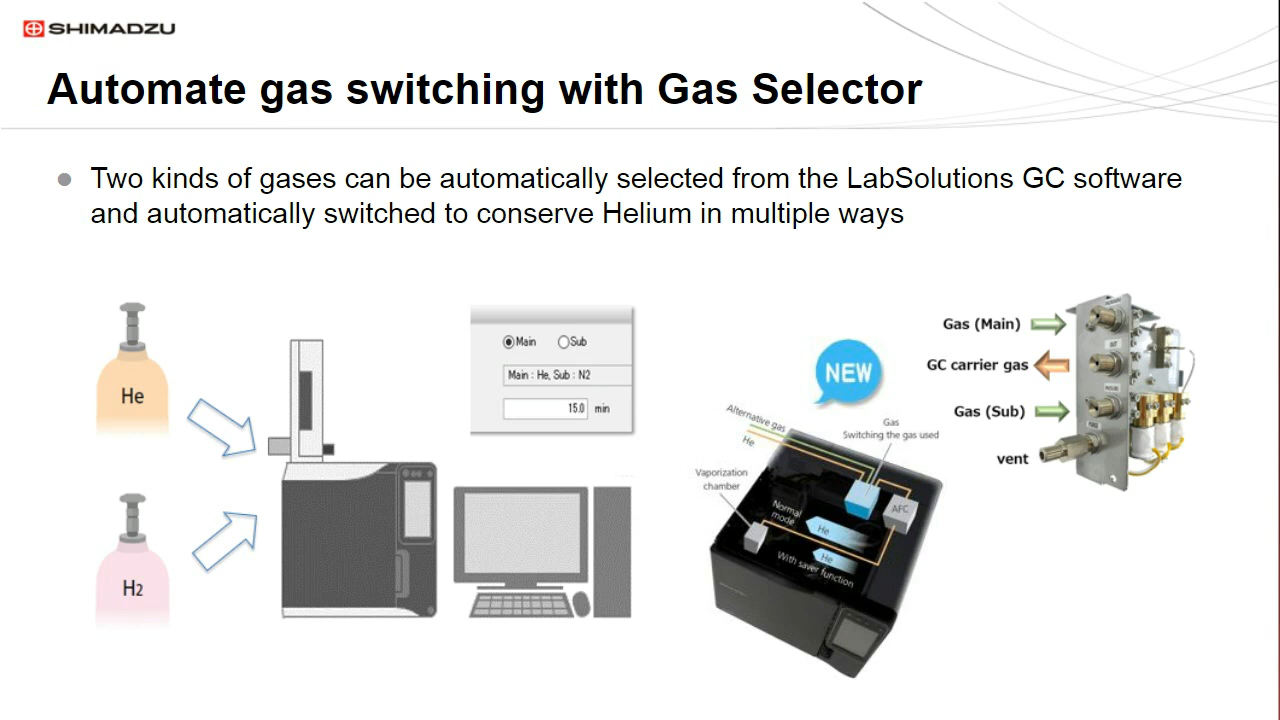 SHIMADZU
Automate gas switching with Gas Selector
Two kinds of gases can be automatically selected from the LabSolutions GC software
and automatically switched to conserve Helium in multiple ways
He
H2
Main
Sub
Main : He, Sub : N2
15.0 min
NEW
Alternative gas
He
Gas
Switching the gas used
Vaporization
chamber
AFC
Normal
mode
He
He
With saver function
Gas (Main)
GC carrier gas
Gas (Sub)
vent